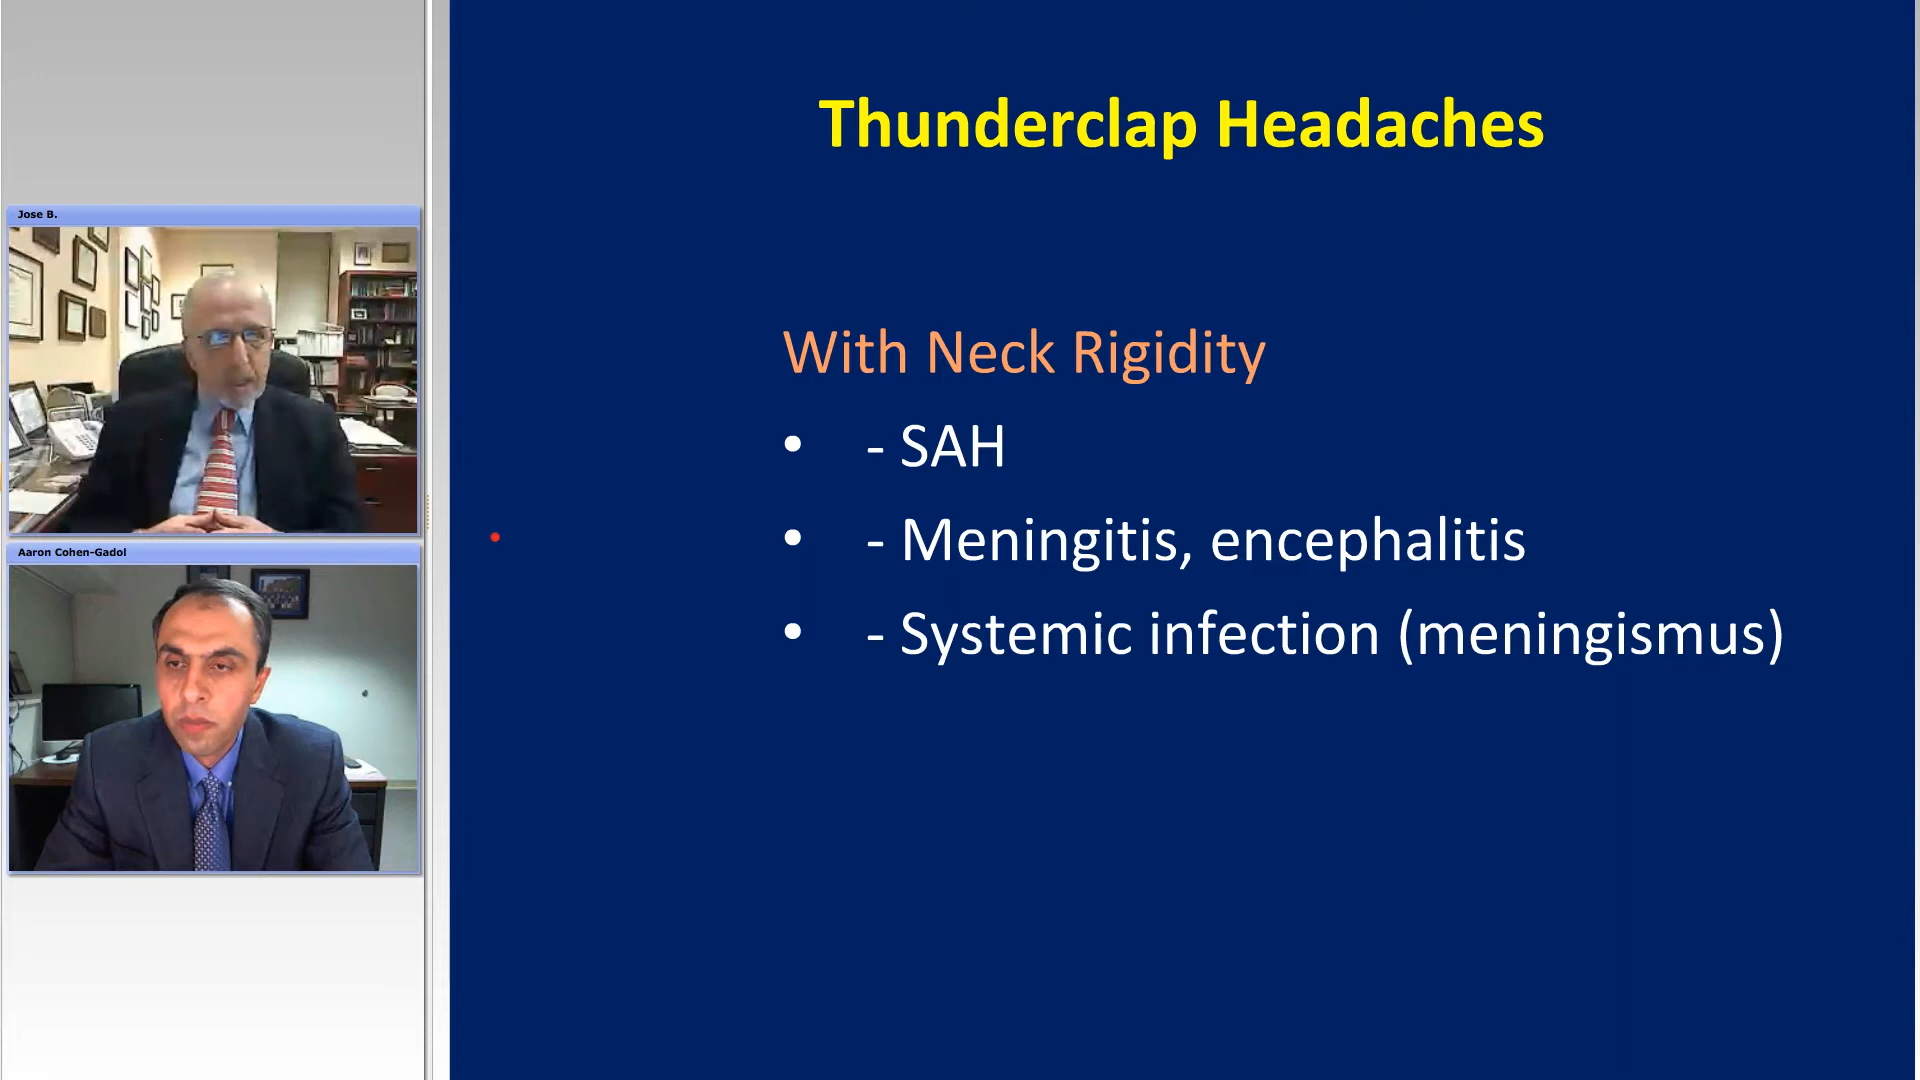 Jose B.
Aaron Cohen-Gadol
Thunderclap Headaches
With Neck Rigidity
• - SAH
• - Meningitis, encephalitis
• - Systemic infection (meningismus)